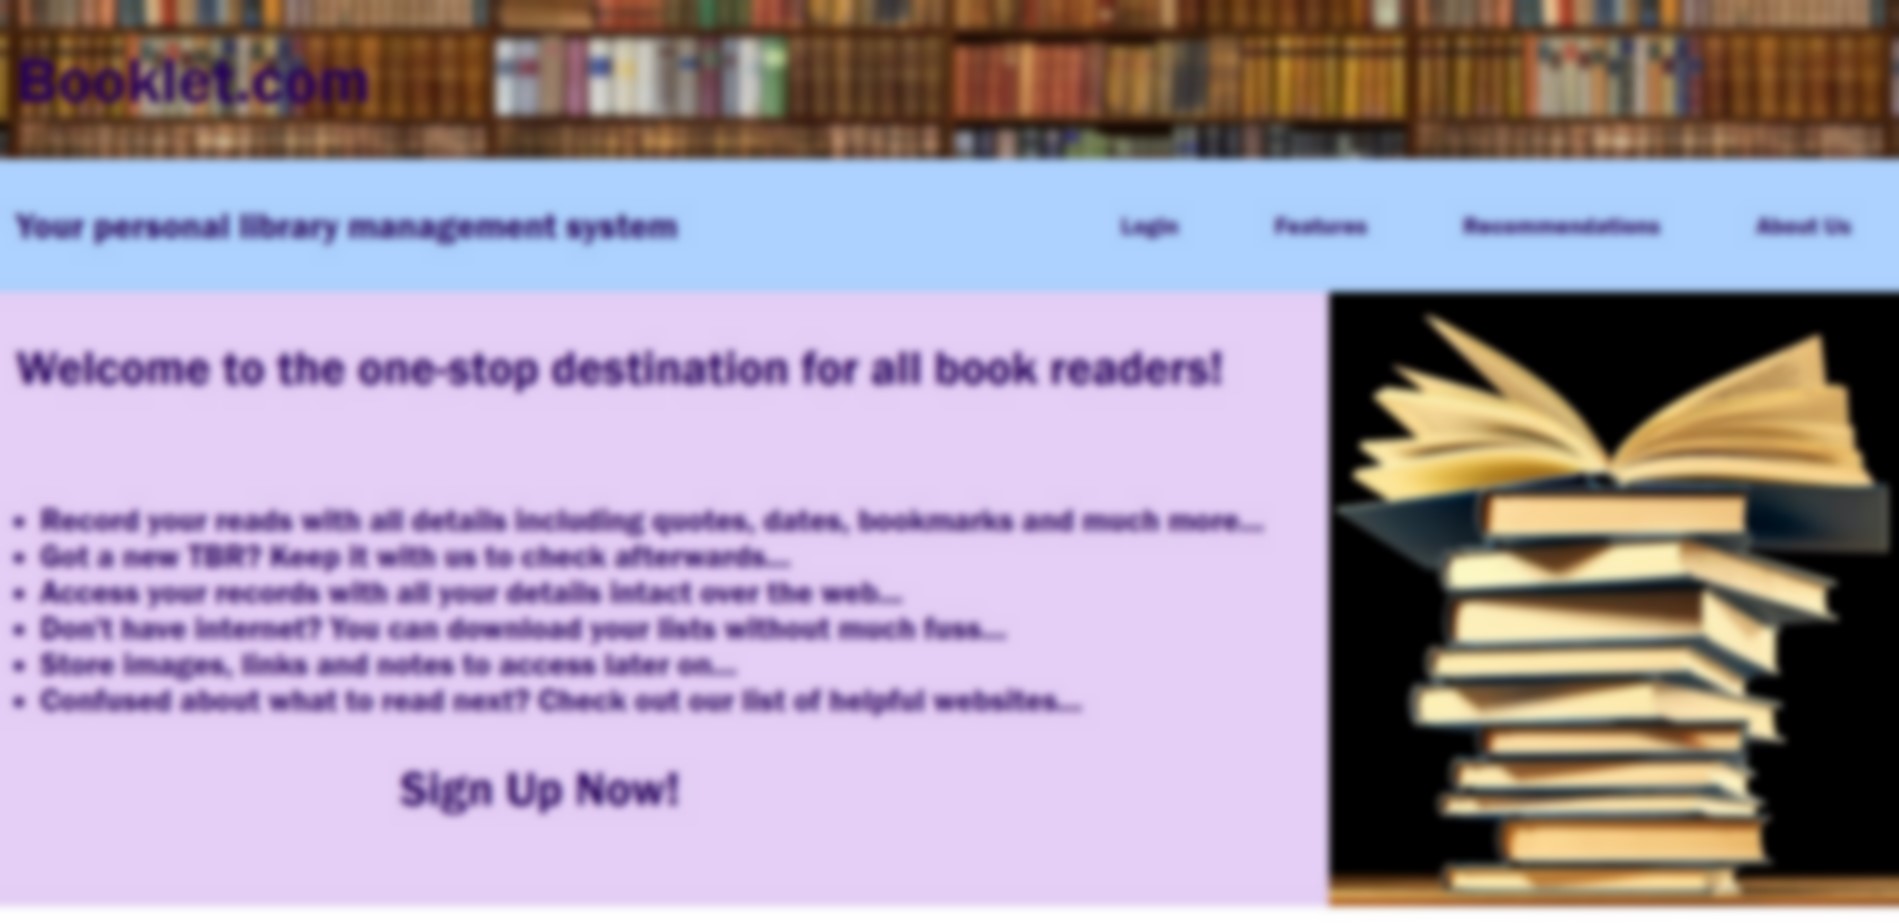 Booklet.com
Your personal library management system
Login Features Recommendations About Us
Welcome to the one-stop destination for all book readers!
• Record your reads with all details including quotes, dates, bookmarks and much more...
• Got a new TBR? Keep it with us to check afterwards...
• Access your records with all your details intact over the web...
• Don't have internet? You can download your lists without much fuss...
• Store images, links and notes to access later on...
• Confused about what to read next? Check out our list of helpful websites...
Sign Up Now!